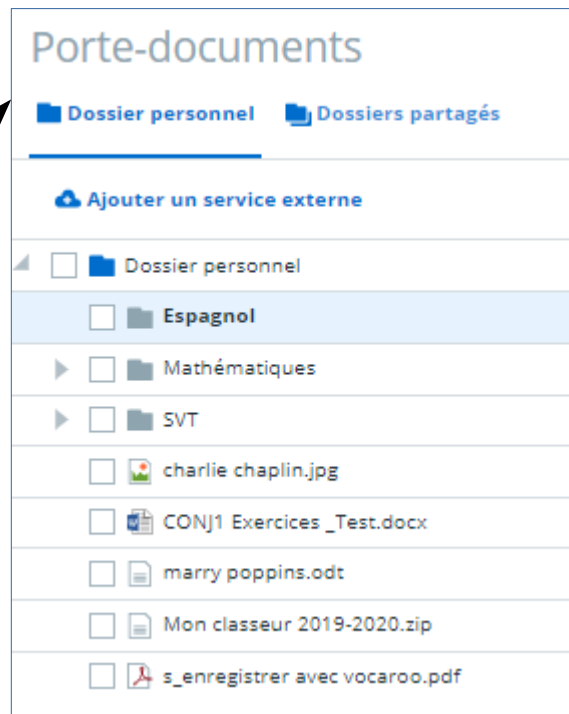 Porte-documents
Dossier personnel Dossiers partagés
Ajouter un service externe
Dossier personnel
Espagnol
Mathématiques
SVT
charlie chaplin.jpg
CONJ1 Exercices _Test.docx
marry poppins.odt
Mon classeur 2019-2020.zip
s_enregistrer avec vocaroo.pdf